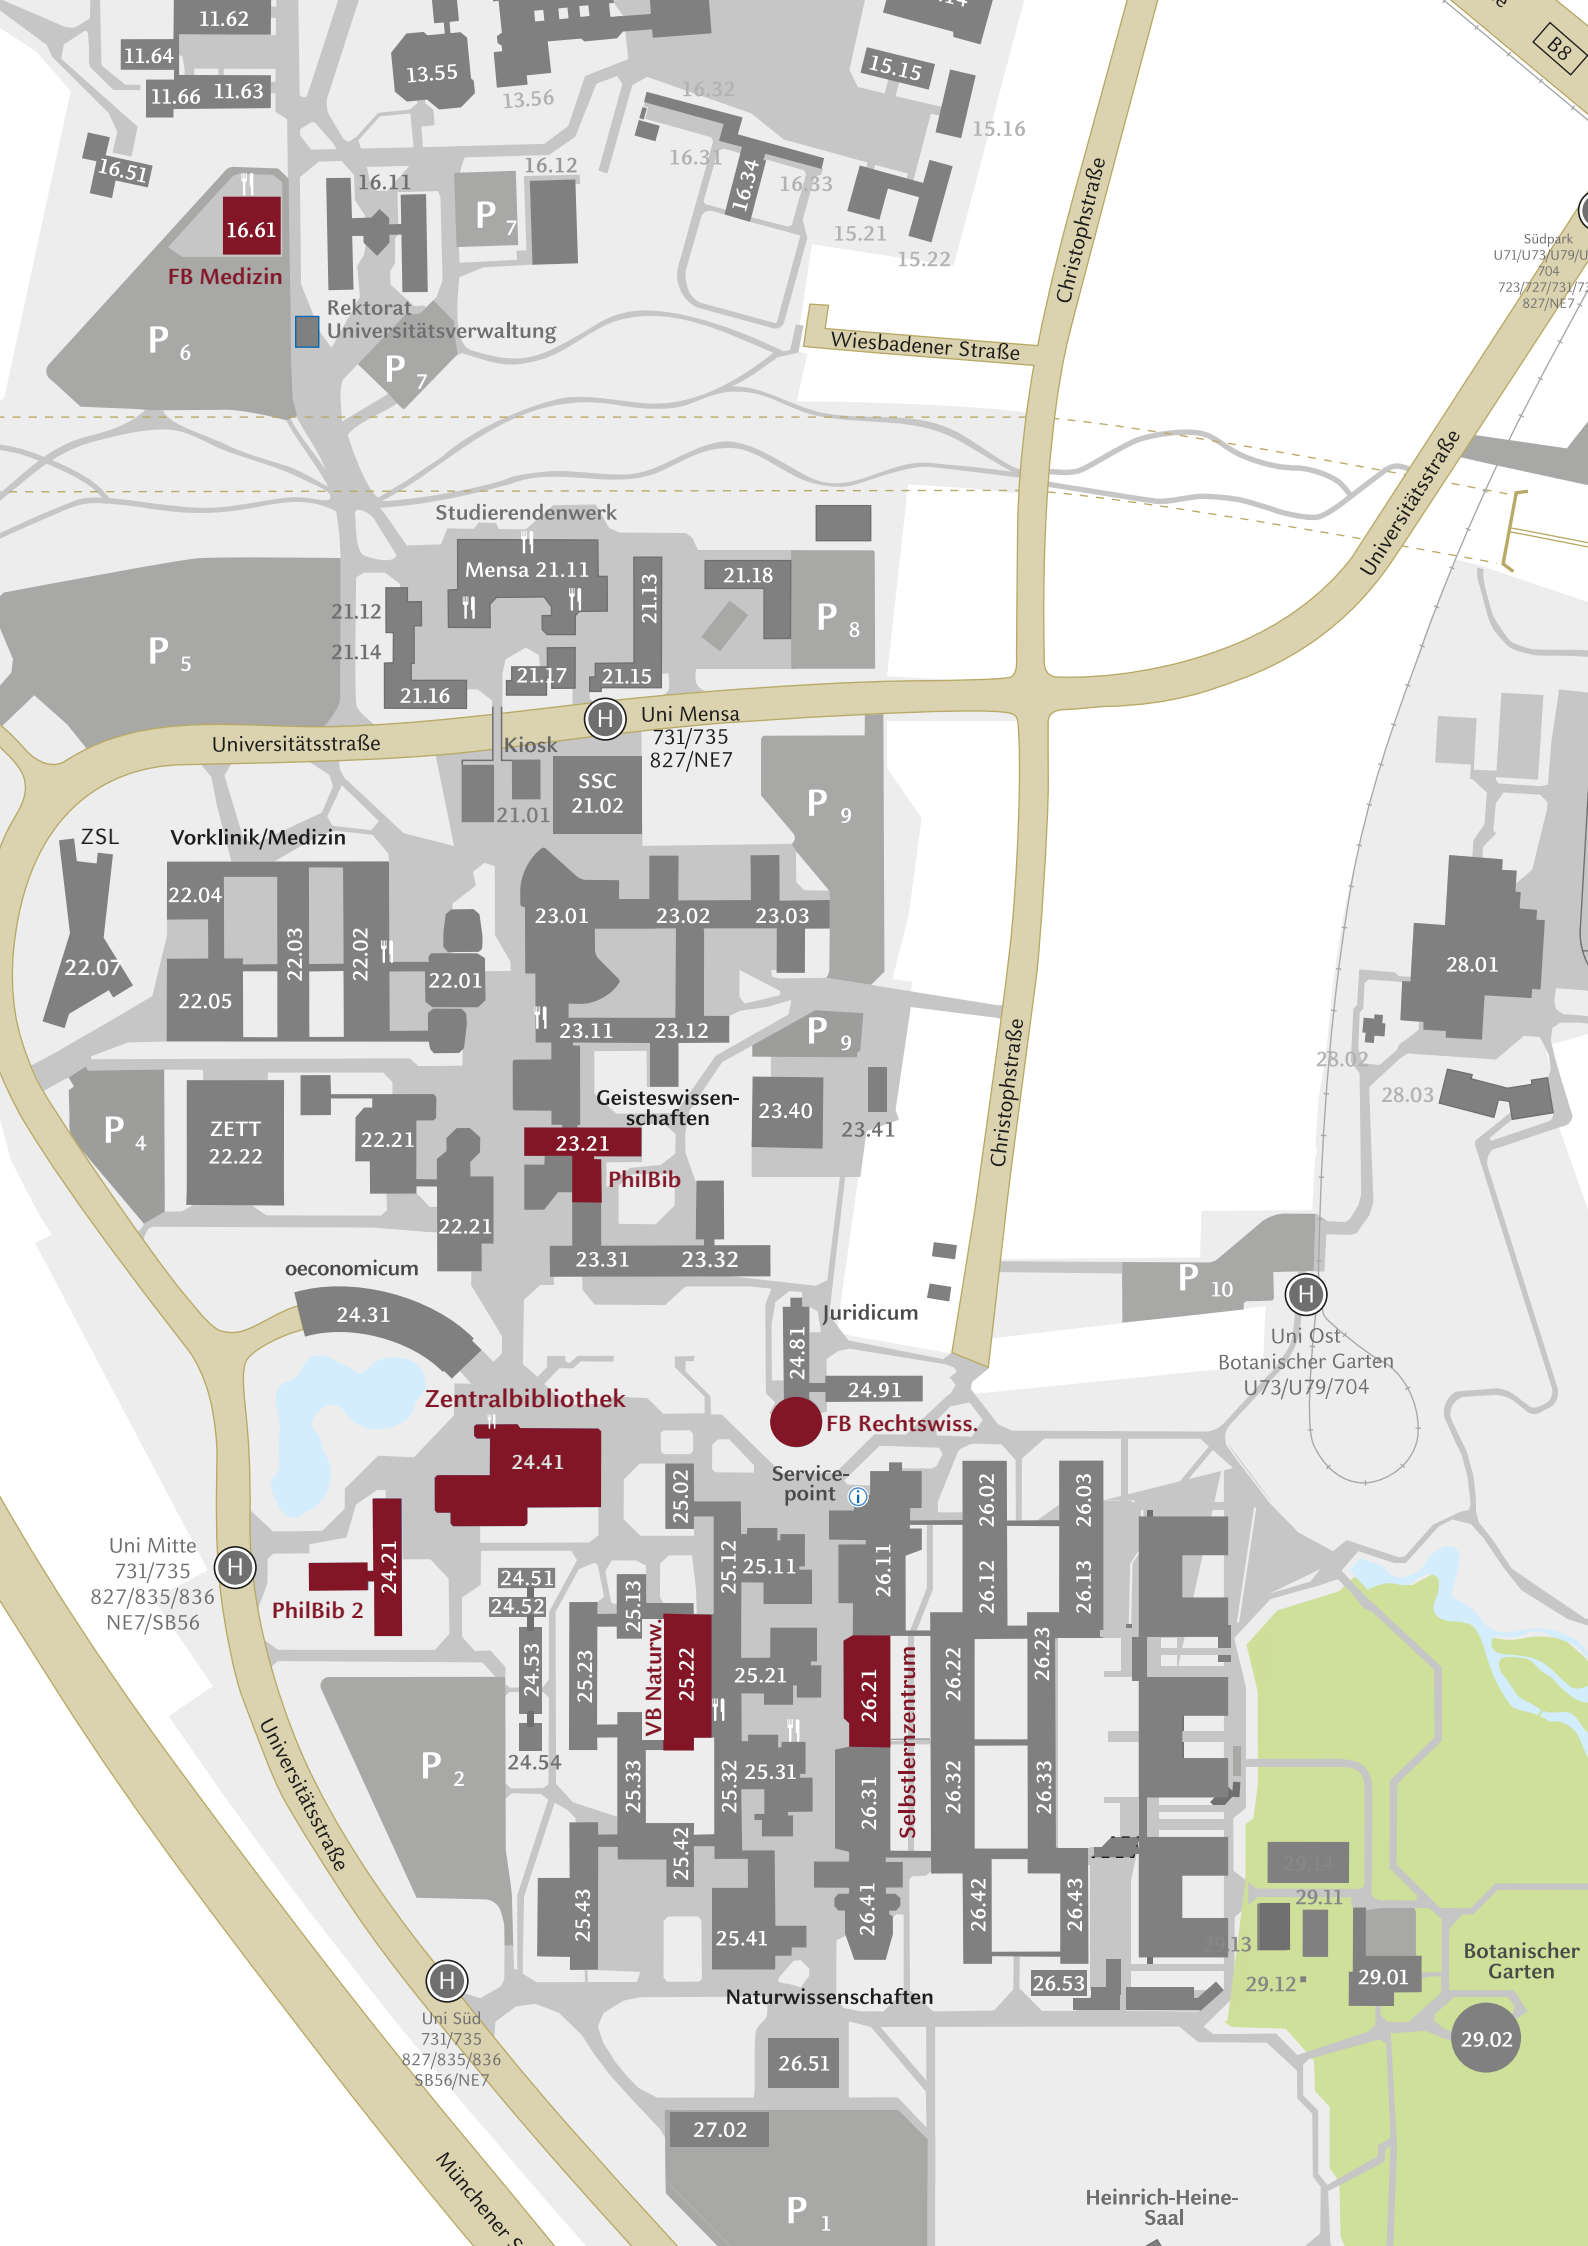 11.62
11.64
11.66
11.63
13.55
13.56
14
15.15
15.16
B8
16.32
16.31
16.34
16.33
15.21
15.22
16.51
16.61
FB Medizin
16.11
16.12
P 7
Rektorat
Universitätsverwaltung
P 6
P 7
Christophstraße
Wiesbadener Straße
Südpark
U71/U73/U79/U
704
723/727/731/73
827/NE7
Universitätsstraße
Studierendenwerk
Mensa 21.11
21.12
21.14
21.16
21.13
21.17
21.15
21.18
P 8
P 5
H
Uni Mensa
731/735
827/NE7
Universitätsstraße
Kiosk
21.01
SSC
21.02
P 9
ZSL
Vorklinik/Medizin
22.04
22.03
22.02
22.07
22.05
22.01
23.01
23.02
23.03
23.11
23.12
P 9
28.01
28.02
28.03
Geisteswissen-
schaften
23.40
23.41
P 4
ZETT
22.22
22.21
22.21
23.21
PhilBib
23.31
23.32
Christophstraße
P 10
H
Uni Ost
Botanischer Garten
U73/U79/704
oeconomicum
24.31
Juridicum
24.81
24.91
FB Rechtswiss.
Zentralbibliothek
24.41
Service-
point
i
24.21
PhilBib 2
Uni Mitte
731/735
827/835/836
NE7/SB56
H
25.02
25.12
25.11
26.11
26.02
26.03
26.12
26.13
24.51
24.52
24.53
24.54
25.13
25.23
VB Naturw.
25.22
25.21
26.21
Selbstlernzentrum
26.22
26.23
P 2
25.33
25.32
25.31
26.31
26.32
26.33
Universitätsstraße
25.42
25.43
25.41
26.41
26.42
26.43
26.53
29.14
29.11
29.13
29.12
29.01
29.02
Botanischer
Garten
H
Uni Süd
731/735
827/835/836
SB56/NE7
Naturwissenschaften
26.51
27.02
P 1
Münchener S
Heinrich-Heine-
Saal